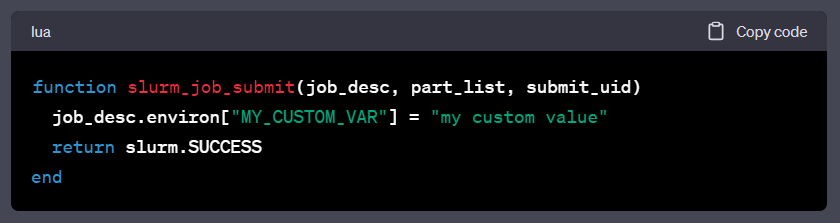 lua
Copy code
function slurm_job_submit(job_desc, part_list, submit_uid)
  job_desc.environ["MY_CUSTOM_VAR"] = "my custom value"
  return slurm.SUCCESS
end